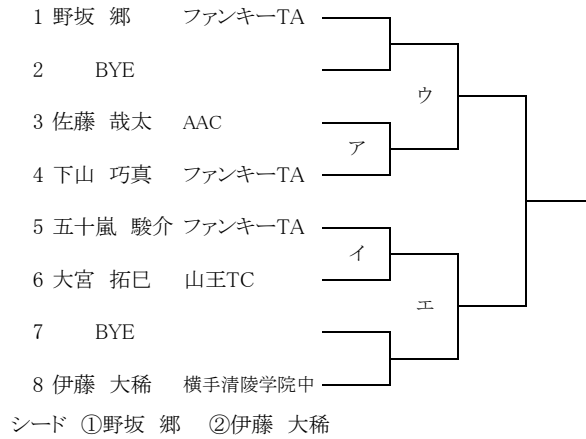 1 野坂 郷 ファンキーTA
2 BYE
ウ
3 佐藤 哉太 AAC
ア
4 下山 巧真 ファンキーTA
5 五十嵐 駿介 ファンキーTA
イ
6 大宮 拓巳 山王TC
エ
7 BYE
8 伊藤 大稀 横手清陵学院中
シード ①野坂 郷 ②伊藤 大稀